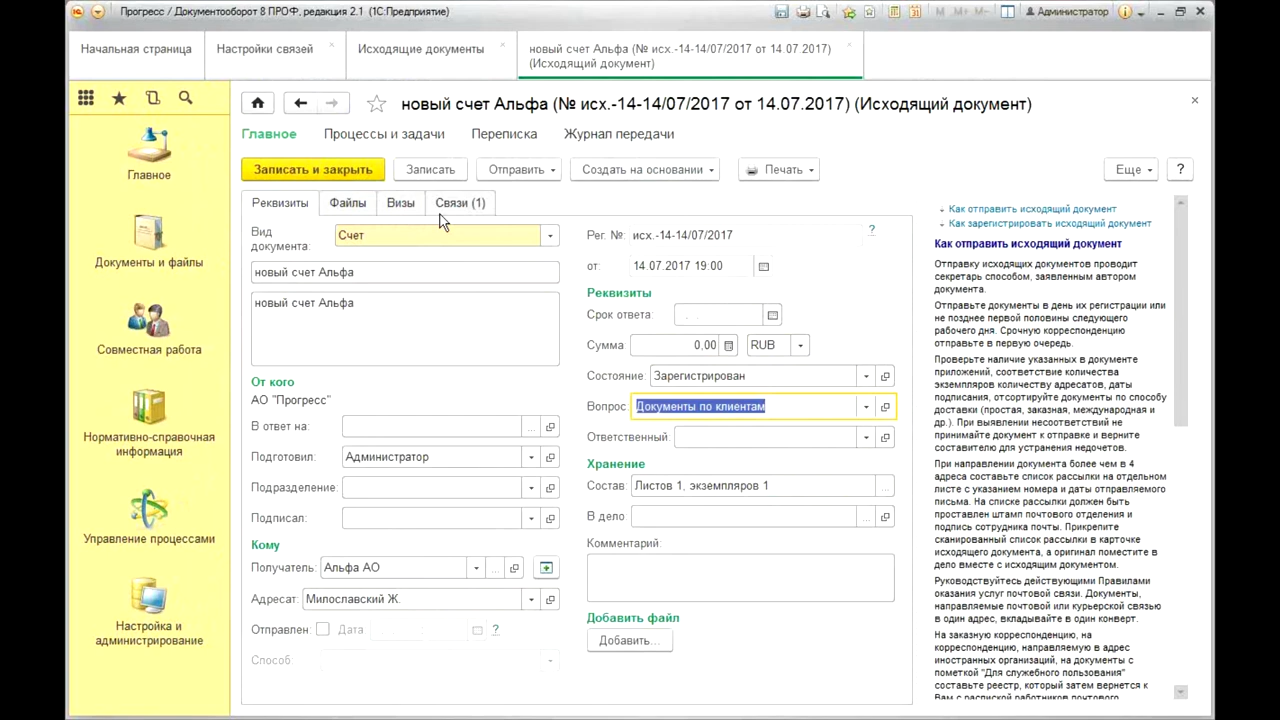 Прогресс / Документооборот 8 ПРОФ, редакция 2.1 (1С:Предприятие)
M M+ M-
Администратор
Начальная страница
Настройки связей
Исходящие документы
новый счет Альфа (№ исх.-14-14/07/2017 от 14.07.2017)
(Исходящий документ)
новый счет Альфа (№ исх.-14-14/07/2017 от 14.07.2017) (Исходящий документ)
Главное
Процессы и задачи
Переписка
Журнал передачи
Записать и закрыть
Записать
Отправить
Создать на основании
Печать
Еще
?
Реквизиты
Файлы
Визы
Связи (1)
Вид
документа:
Счет
новый счет Альфа
новый счет Альфа
От кого
АО "Прогресс"
В ответ на:
Подготовил:
Администратор
Подразделение:
Подписал:
Кому
Получатель:
Альфа АО
Адресат:
Милославский Ж.
Отправлен:
Дата
?
Способ:
Рег. №:
исх.-14-14/07/2017
?
от:
14.07.2017 19:00
Реквизиты
Срок ответа:
Сумма:
0,00
RUB
Состояние:
Зарегистрирован
Вопрос:
Документы по клиентам
Ответственный:
Хранение
Состав:
Листов 1, экземпляров 1
В дело:
Комментарий:
Добавить файл
Добавить...
Как отправить исходящий документ
Как зарегистрировать исходящий документ
Как отправить исходящий документ
Отправку исходящих документов проводит
секретарь способом, заявленным автором
документа.
Отправьте документы в день их регистрации или
не позднее первой половины следующего
рабочего дня. Срочную корреспонденцию
отправьте в первую очередь.
Проверьте наличие указанных в документе
приложений, соответствие количества
экземпляров количеству адресатов, даты
подписания, отсортируйте документы по способу
доставки (простая, заказная, международная и
др.). При выявлении несоответствий не
принимайте документ к отправке и верните
составителю для устранения недочетов.
При направлении документа более чем в 4
адреса составьте список рассылки на отдельном
листе с указанием номера и даты отправляемого
письма. На списке рассылки должен быть
проставлен штамп почтового отделения и
подпись сотрудника почты. Прикрепите
сканированный список рассылки в карточке
исходящего документа, а оригинал поместите в
дело вместе с исходящим документом.
Руководствуйтесь действующими Правилами
оказания услуг почтовой связи. Документы,
направляемые почтовой или курьерской связью
в один адрес, вкладывайте в один конверт.
На заказную корреспонденцию, на
корреспонденцию, направляемую в адрес
иностранных организаций, на документы с
пометкой "Для служебного пользования"
составьте реестр, который затем вернется к
Вам с распиской работников почтового
Главное
Документы и файлы
Совместная работа
Нормативно-справочная
информация
Управление процессами
Настройка и
администрирование